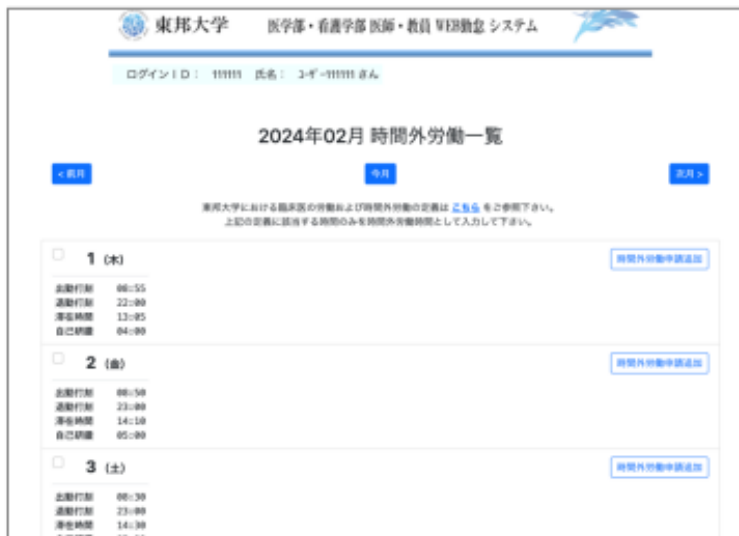 東邦大学 医学部・看護学部 医師・教員 WEB勤怠 システム
ログインID： 111111 氏名： ﾕｰｻﾞｰ111111 さん
2024年02月 時間外労働一覧
< 前月 今月 次月 >
東邦大学における臨床医の労働および時間外労働の定義は こちら をご参照下さい。
上記の定義に該当する時間のみを時間外労働時間として入力して下さい。
1 (木) 時間外労働申請追加
出勤打刻 08:55
退勤打刻 22:00
滞在時間 13:05
自己研鑽 04:00
2 (金) 時間外労働申請追加
出勤打刻 08:50
退勤打刻 23:00
滞在時間 14:10
自己研鑽 05:00
3 (土) 時間外労働申請追加
出勤打刻 08:30
退勤打刻 23:00
滞在時間 14:30